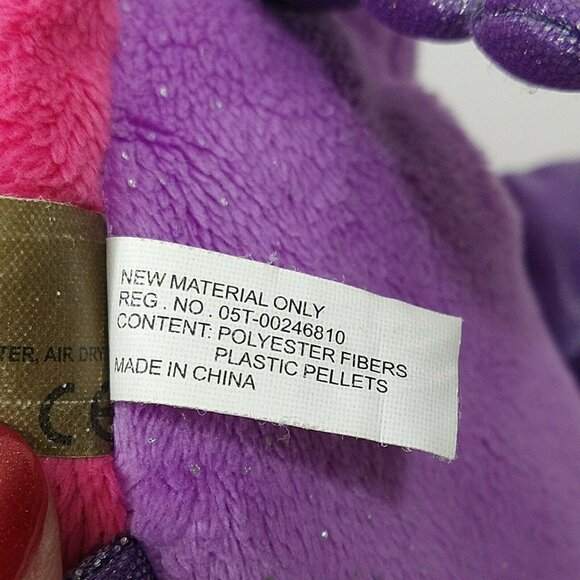 NEW MATERIAL ONLY
REG . NO . 05T-00246810
CONTENT: POLYESTER FIBERS
PLASTIC PELLETS
MADE IN CHINA
TER, AIR DRY
CE